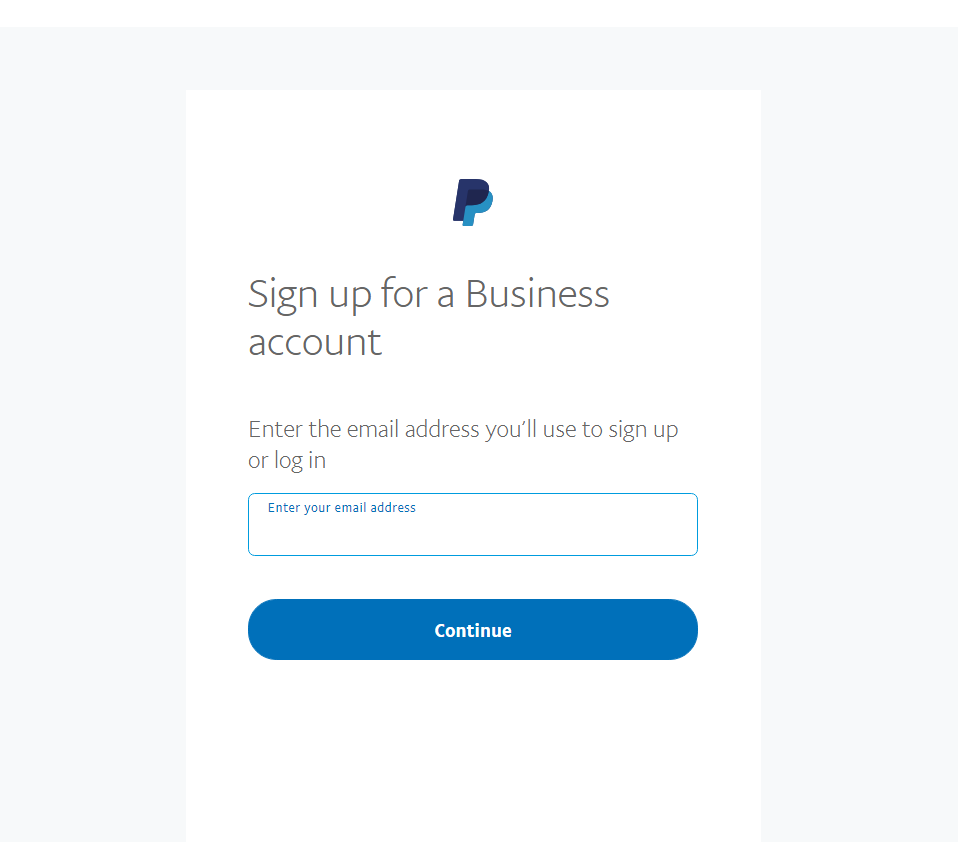 Sign up for a Business
account
Enter the email address you’ll use to sign up
or log in
Enter your email address
Continue